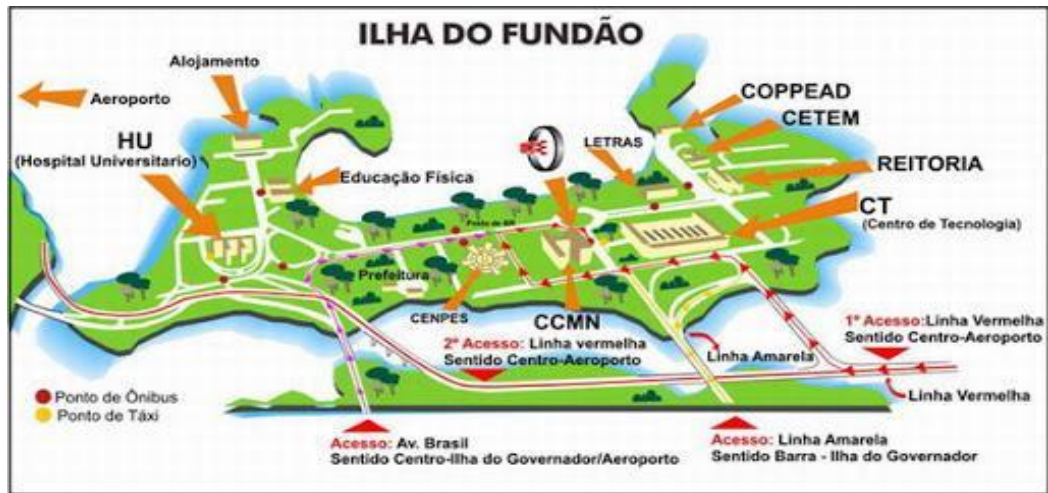 ILHA DO FUNDÃO
Alojamento
Aeroporto
HU
(Hospital Universitario)
Educação Física
LETRAS
COPPEAD
CETEM
REITORIA
CT
(Centro de Tecnologia)
Prefeitura
CENPES
CCMN
2º Acesso: Linha vermelha
Sentido Centro-Aeroporto
Linha Amarela
1º Acesso: Linha Vermelha
Sentido Centro-Aeroporto
Linha Vermelha
Ponto de Ônibus
Ponto de Táxi
Acesso: Av. Brasil
Sentido Centro-Ilha do Governador/Aeroporto
Acesso: Linha Amarela
Sentido Barra - Ilha do Governador